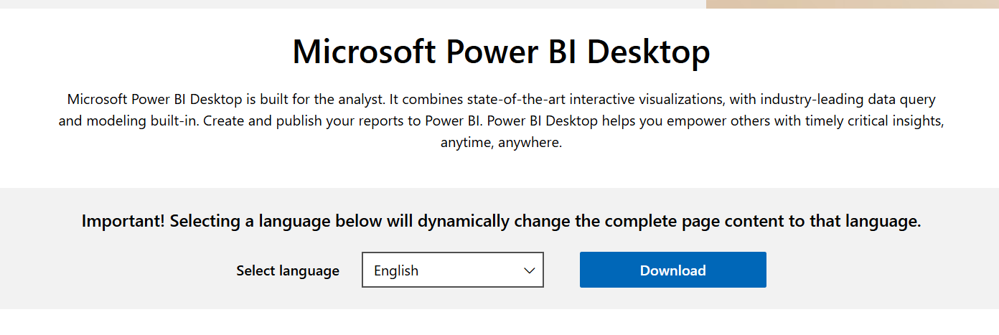 Microsoft Power BI Desktop
Microsoft Power BI Desktop is built for the analyst. It combines state-of-the-art interactive visualizations, with industry-leading data query
and modeling built-in. Create and publish your reports to Power BI. Power BI Desktop helps you empower others with timely critical insights,
anytime, anywhere.
Important! Selecting a language below will dynamically change the complete page content to that language.
Select language English Download